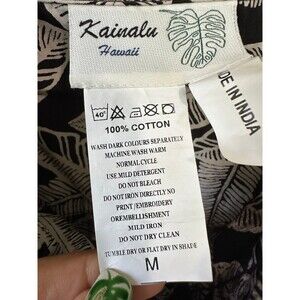 Kainalu
Hawaii
DE IN INDIA
40°
100% COTTON
WASH DARK COLOURS SEPARATELY
MACHINE WASH WARM
NORMAL CYCLE
USE MILD DETERGENT
DO NOT BLEACH
DO NOT IRON DIRECTLY NO
PRINT/EMBROIDERY
OREMBELLISHMENT
MILD IRON
DO NOT DRY CLEAN
TUMBLE DRY OR FLAT DRY IN SHADE
M